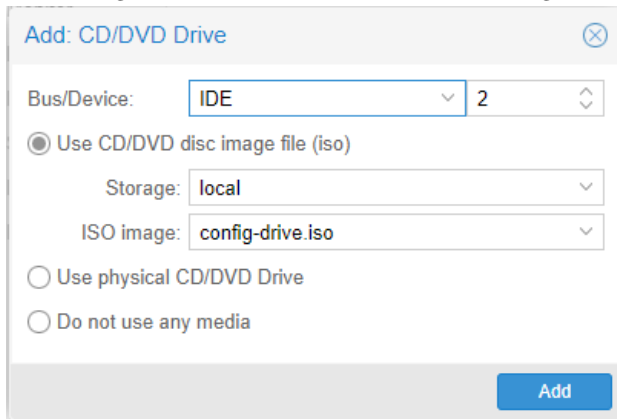 Add: CD/DVD Drive
Bus/Device: IDE 2
Use CD/DVD disc image file (iso)
Storage: local
ISO image: config-drive.iso
Use physical CD/DVD Drive
Do not use any media
Add